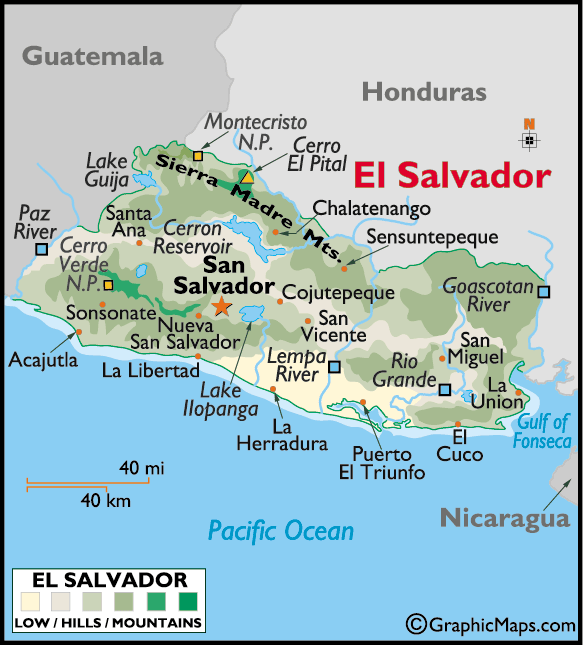 Guatemala
Honduras
Montecristo
N.P.
Cerro
El Pital
N
Lake
Guija
Sierra Madre Mts.
El Salvador
Paz
River
Santa
Ana
Cerron
Reservoir
Chalatenango
Sensuntepeque
Cerro
Verde
N.P.
San
Salvador
Cojutepeque
Goascotan
River
Sonsonate
Nueva
San Salvador
San
Vicente
San
Miguel
Acajutla
La Libertad
Lempa
River
Rio
Grande
La
Union
Lake
Ilopanga
La
Herradura
Puerto
El Triunfo
El
Cuco
Gulf of
Fonseca
40 mi
40 km
Pacific Ocean
Nicaragua
EL SALVADOR
LOW / HILLS / MOUNTAINS
©GraphicMaps.com